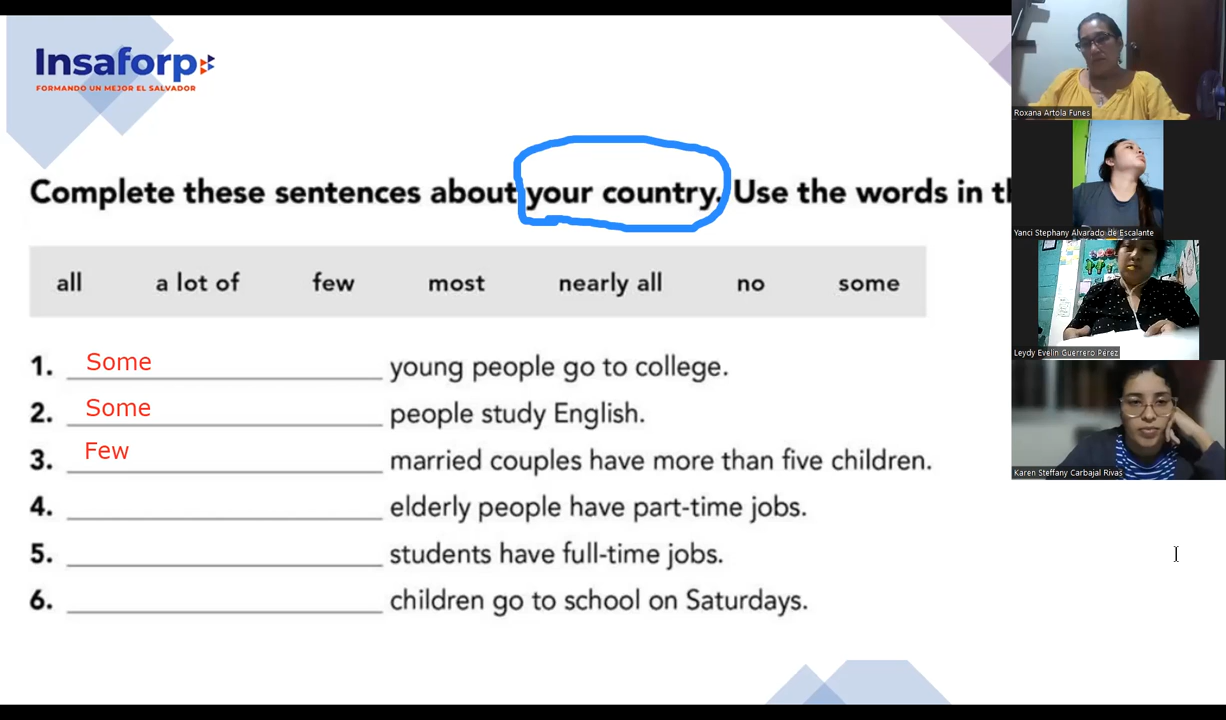 Insaforp
FORMANDO UN MEJOR EL SALVADOR
Complete these sentences about your country. Use the words in
all a lot of few most nearly all no some
1. Some young people go to college.
2. Some people study English.
3. Few married couples have more than five children.
4. elderly people have part-time jobs.
5. students have full-time jobs.
6. children go to school on Saturdays.
Roxana Artola Funes
Yanci Stephany Alvarado de Escalante
Leydy Evelin Guerrero Pérez
Karen Steffany Carbajal Rivas